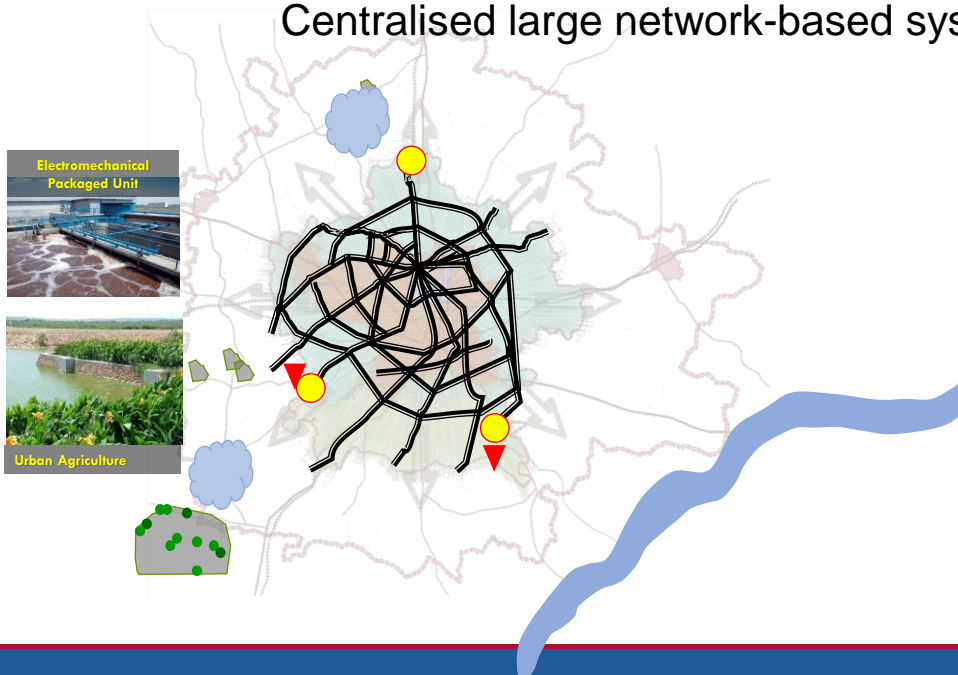 Centralised large network-based sys
Electromechanical
Packaged Unit
Urban Agriculture